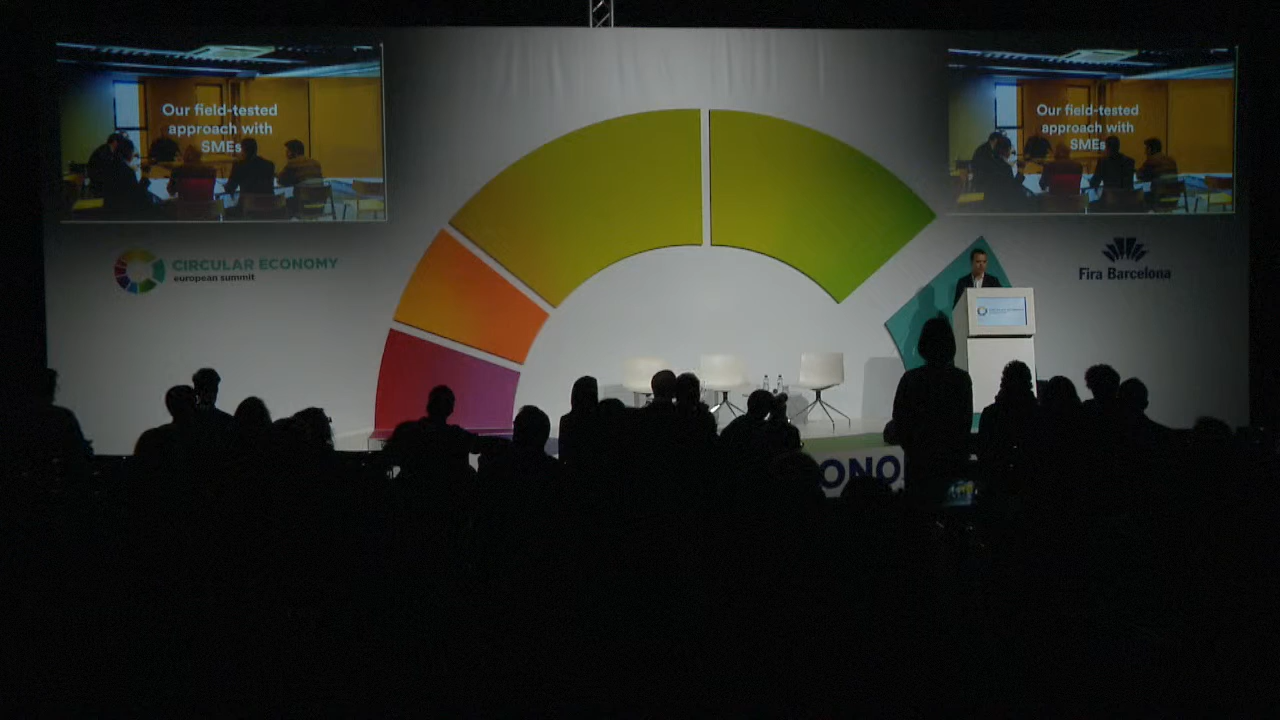 Our field-tested
approach with
SMEs
Our field-tested
approach with
SMEs
CIRCULAR ECONOMY
european summit
Fira Barcelona
ONO